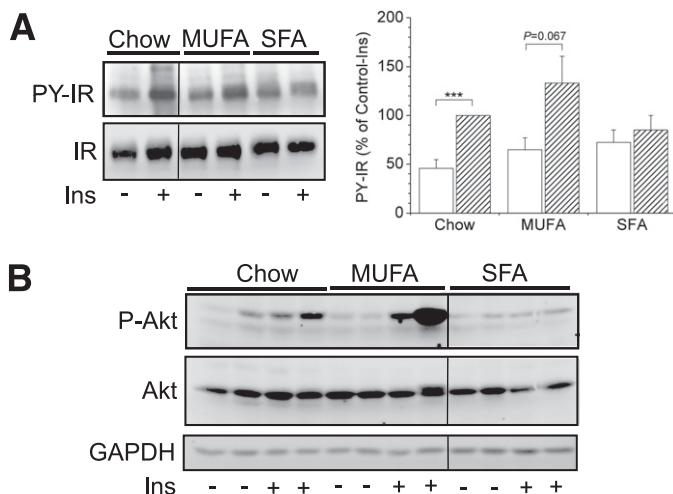 A
Chow MUFA SFA
PY-IR
IR
Ins - + - + - +
PY-IR (% of Control-Ins)
200
150
100
50
0
***
P=0.067
Chow MUFA SFA
B
Chow MUFA SFA
P-Akt
Akt
GAPDH
Ins - - + + - - + + - - + +